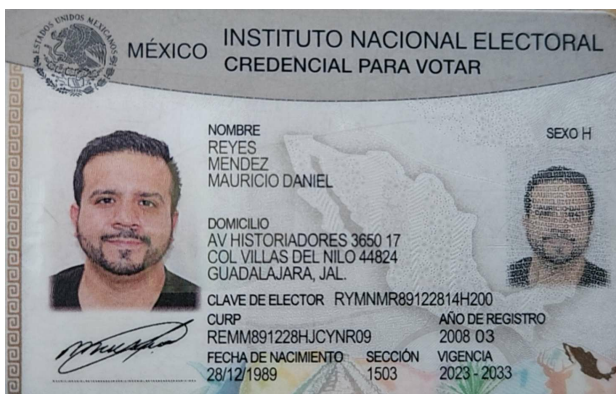 ESTADOS UNIDOS MEXICANOS
MÉXICO INSTITUTO NACIONAL ELECTORAL
CREDENCIAL PARA VOTAR
NOMBRE
SEXO H
REYES
MENDEZ
MAURICIO DANIEL
DOMICILIO
AV HISTORIADORES 3650 17
COL VILLAS DEL NILO 44824
GUADALAJARA, JAL.
CLAVE DE ELECTOR RYMNMR89122814H200
CURP AÑO DE REGISTRO
REMM891228HJCYNR09 2008 03
FECHA DE NACIMIENTO SECCIÓN VIGENCIA
28/12/1989 1503 2023 - 2033